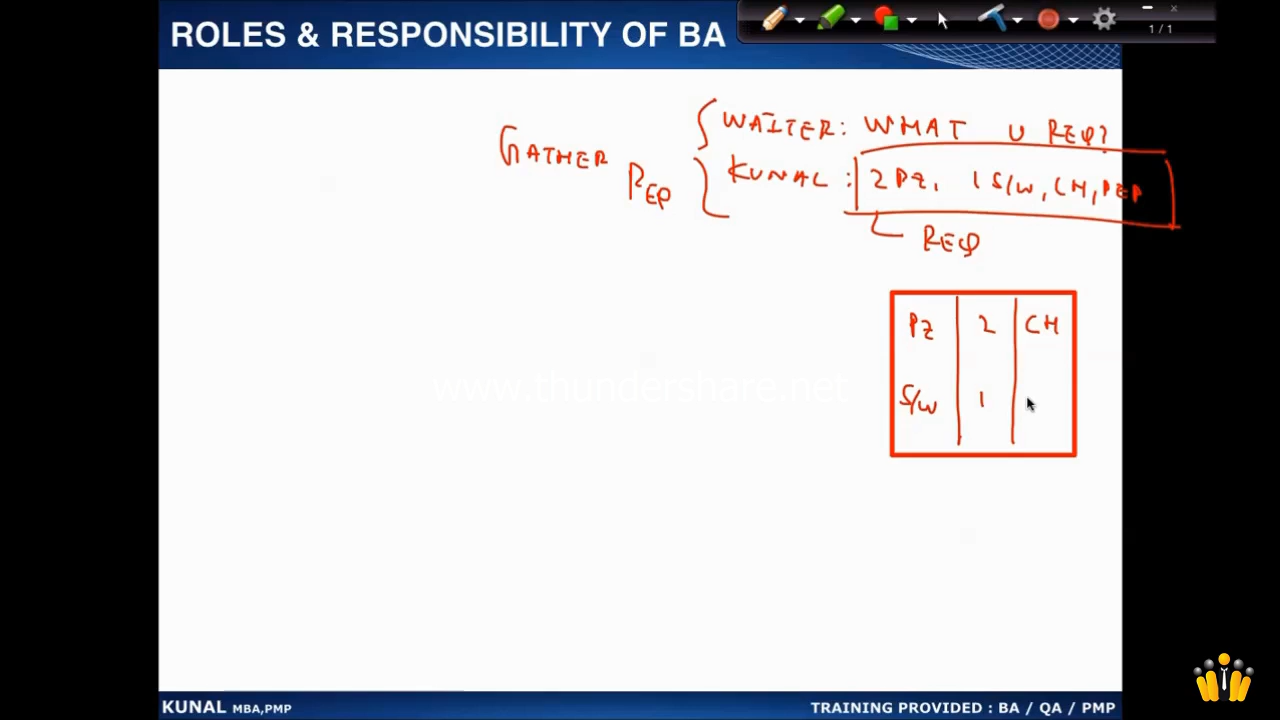 ROLES & RESPONSIBILITY OF BA
1/1
WAITER: WHAT U REQ?
GATHER REQ
KUNAL: 2 PZ, 1 S/W, CH, PEP
REQ
PZ 2 CH
www.thundershare.net
S/W 1
KUNAL MBA,PMP
TRAINING PROVIDED : BA / QA / PMP